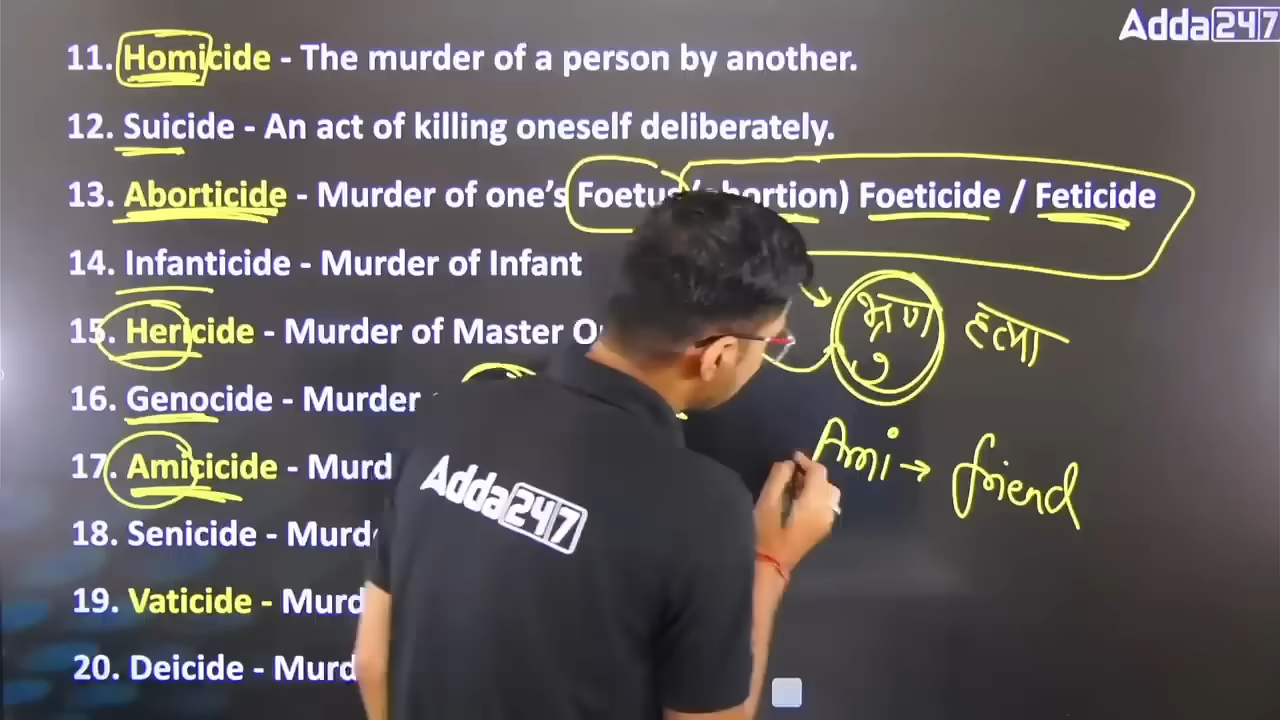 Adda247
11. Homicide - The murder of a person by another.
12. Suicide - An act of killing oneself deliberately.
13. Aborticide - Murder of one's Foetus (abortion) Foeticide / Feticide
14. Infanticide - Murder of Infant
15. Hericide - Murder of Master
भ्रूण हत्या
16. Genocide - Murder
Ami → friend
17. Amicicide - Murd
Adda247
18. Senicide - Murd
19. Vaticide - Murd
20. Deicide - Murd